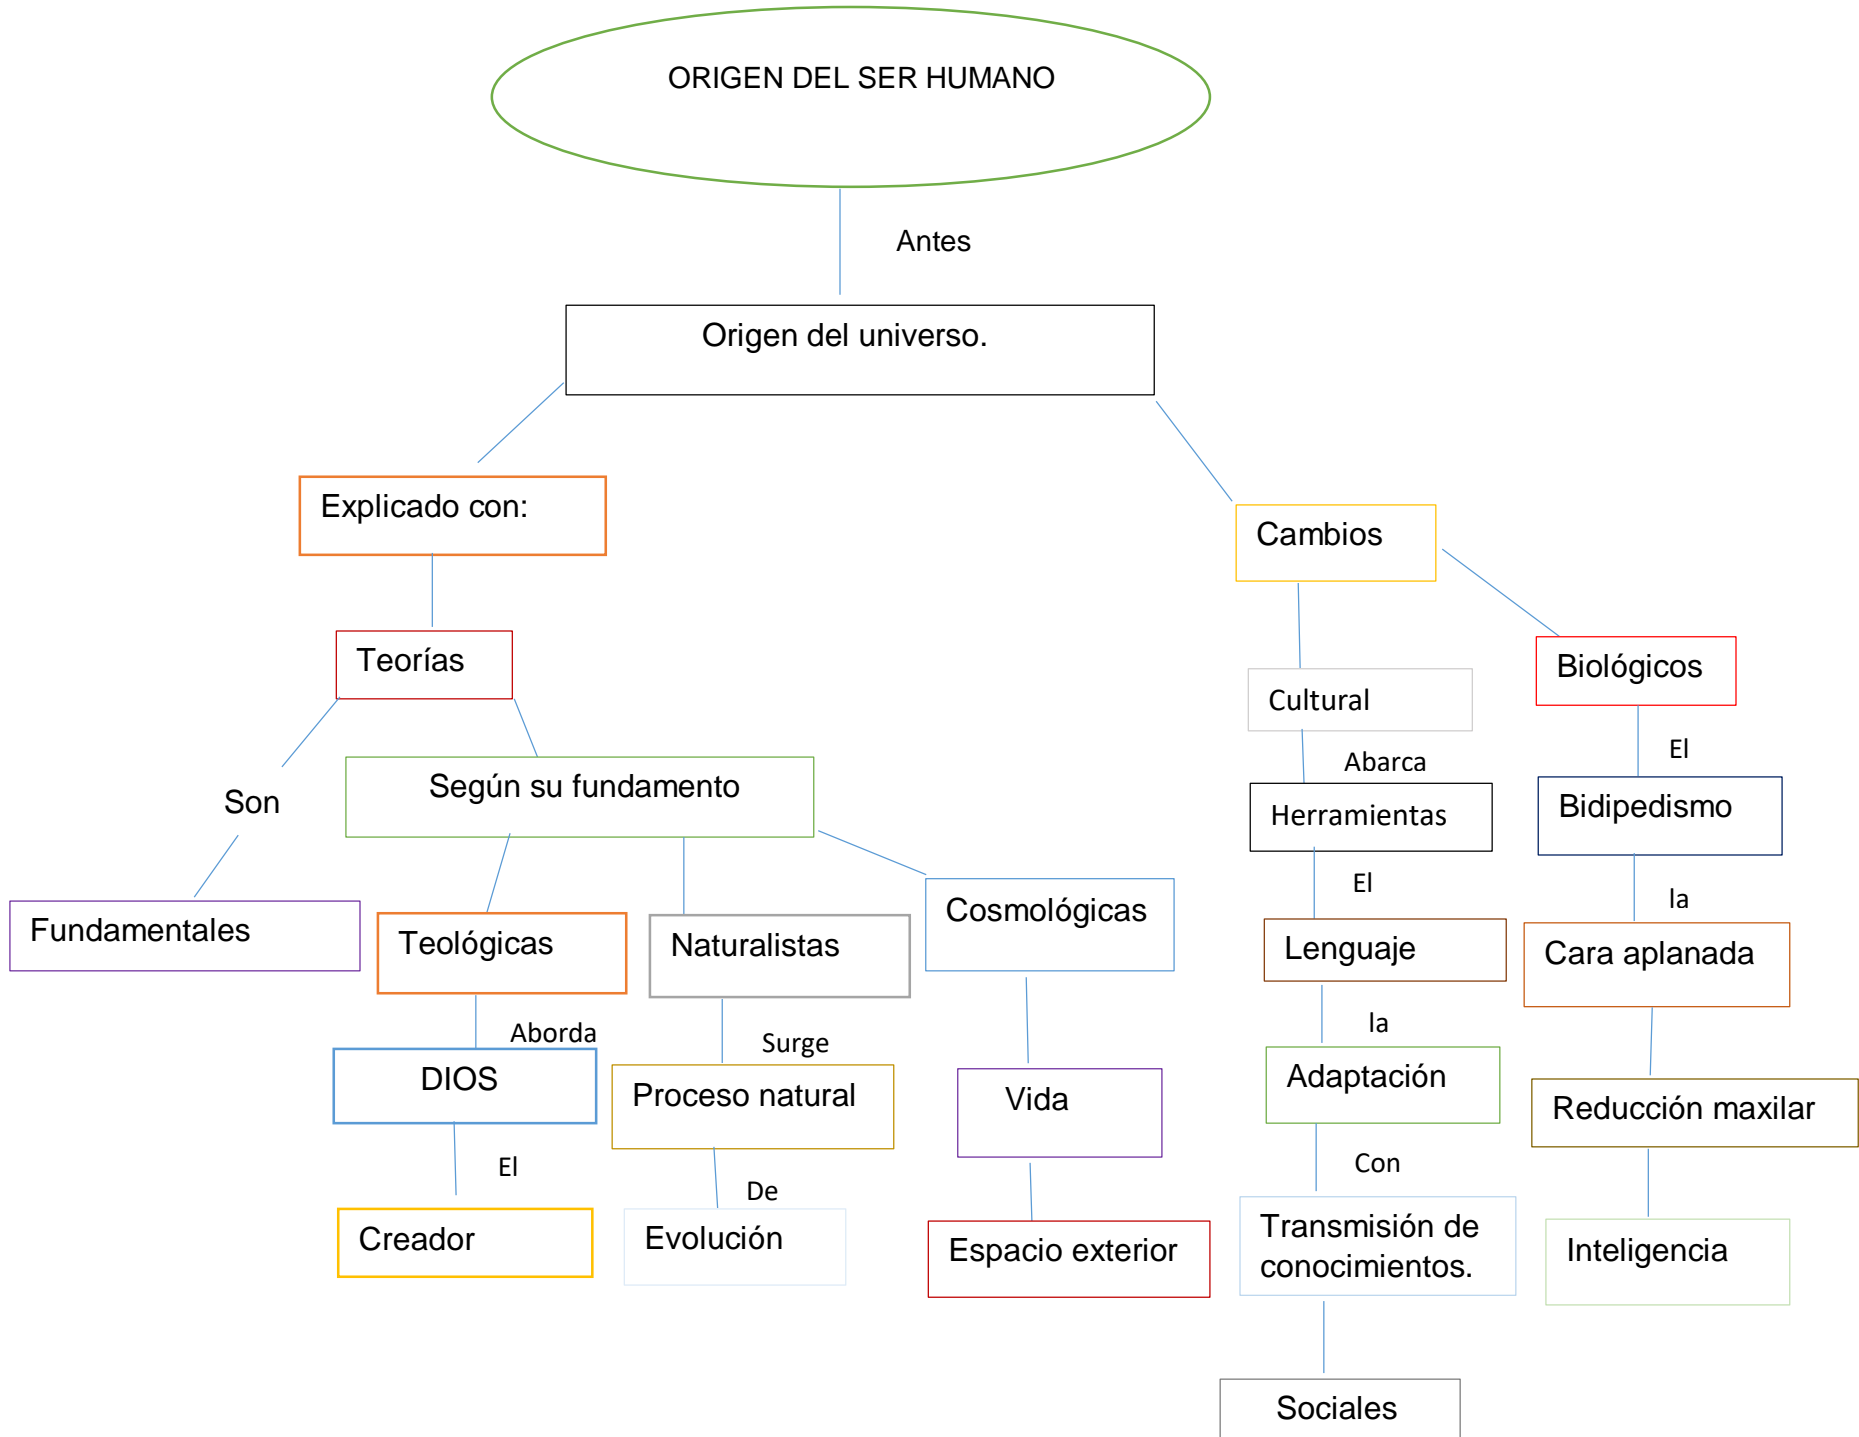 ORIGEN DEL SER HUMANO
Antes
Origen del universo.
Explicado con:
Cambios
Teorías
Biológicos
Cultural
El
Abarca
Según su fundamento
Son
Herramientas
Bidipedismo
El
la
Fundamentales
Teológicas
Naturalistas
Cosmológicas
Lenguaje
Cara aplanada
Aborda
Surge
la
DIOS
Proceso natural
Vida
Adaptación
Reducción maxilar
El
De
Con
Creador
Evolución
Espacio exterior
Transmisión de
conocimientos.
Inteligencia
Sociales